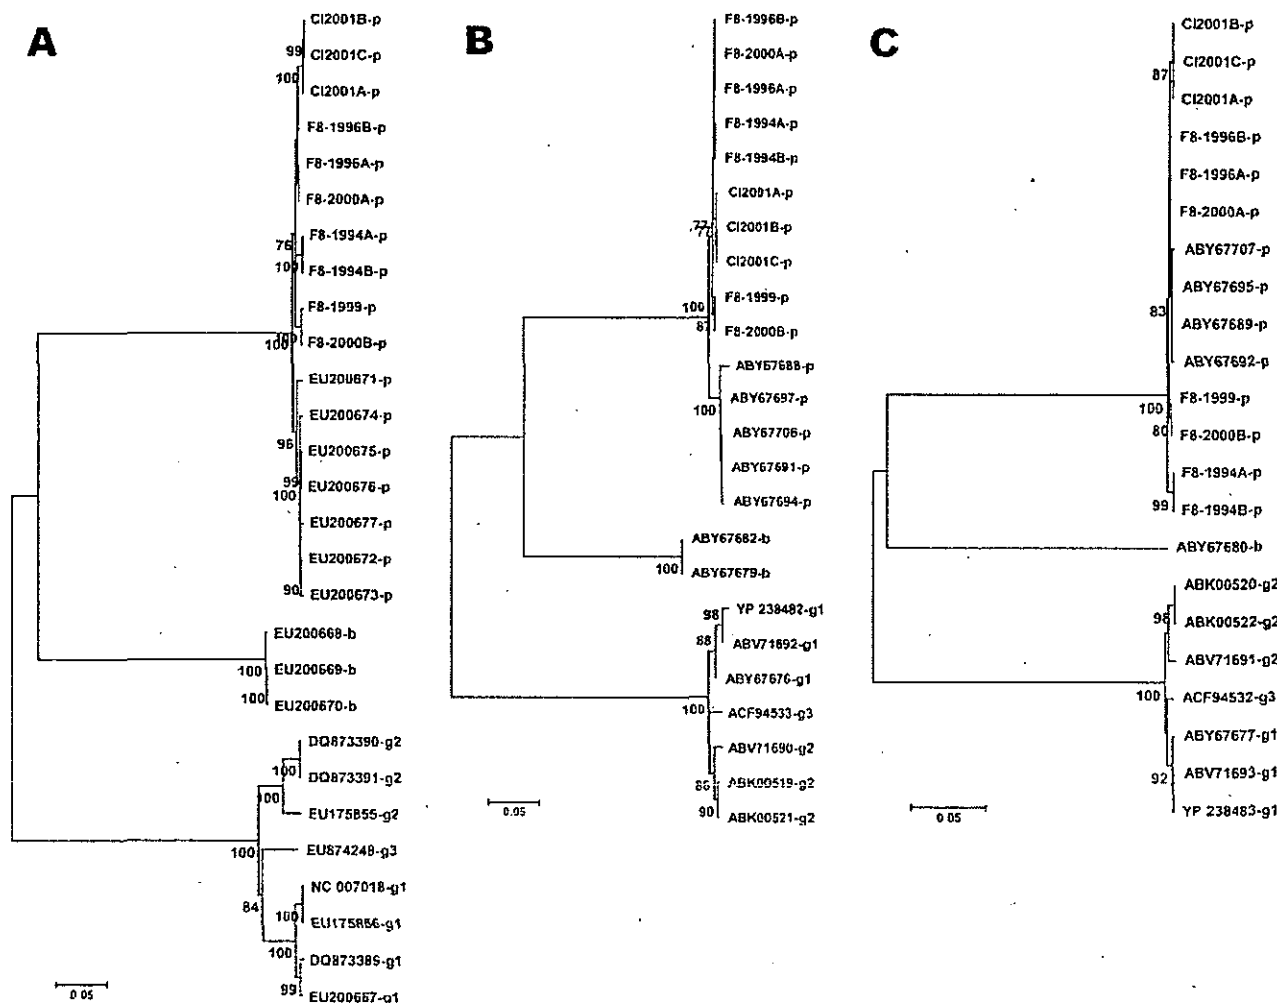 A
CI2001B-p
99
CI2001C-p
100
CI2001A-p
F8-1996B-p
F8-1996A-p
F8-2000A-p
F8-1994A-p
76
100
F8-1994B-p
F8-1999-p
100
F8-2000B-p
EU200671-p
EU200674-p
96
EU200675-p
99
EU200676-p
100
EU200677-p
EU200672-p
90
EU200673-p
EU200668-b
100
EU200669-b
100
EU200670-b
DQ873390-g2
100
DQ873391-g2
100
EU175855-g2
100
EU874249-g3
NC 007018-g1
84
100
EU175856-g1
100
DQ873385-g1
99
EU200667-g1
0.05
B
F8-1996B-p
F8-2000A-p
F8-1996A-p
F8-1994A-p
F8-1994B-p
CI2001A-p
77
77
CI2001B-p
CI2001C-p
100
F8-1999-p
87
F8-2000B-p
ABY67688-p
100
ABY67697-p
ABY67706-p
ABY67691-p
ABY67694-p
ABY67682-b
100
ABY67679-b
98
YP 238482-g1
88
ABV71692-g1
ABY67676-g1
100
ACF94533-g3
ABV71690-g2
86
ABK00519-g2
90
ABK00521-g2
0.05
C
CI2001B-p
87
CI2001C-p
CI2001A-p
F8-1996B-p
F8-1996A-p
F8-2000A-p
ABY67707-p
ABY67695-p
83
ABY67689-p
ABY67692-p
100
F8-1999-p
80
F8-2000B-p
F8-1994A-p
99
F8-1994B-p
ABY67680-b
ABK00520-g2
98
ABK00522-g2
ABV71691-g2
100
ACF94532-g3
ABY67677-g1
92
ABV71693-g1
YP 238483-g1
0.05